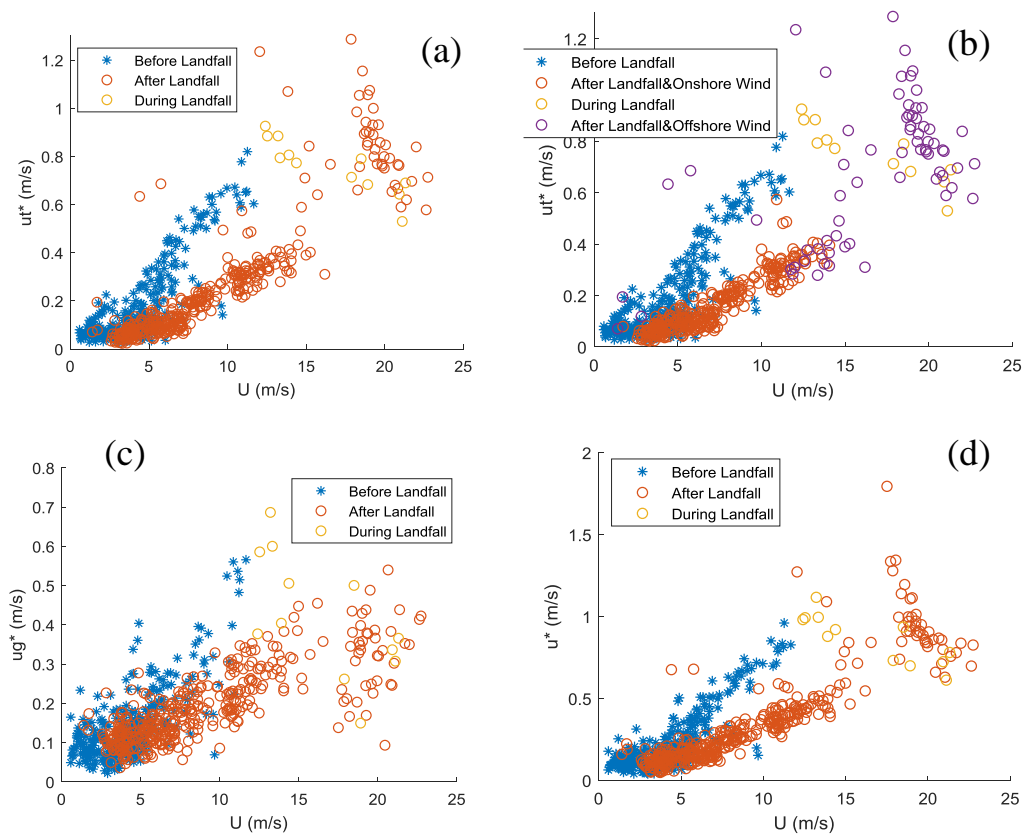 (a)
Before Landfall
After Landfall
During Landfall
1.2
1
0.8
0.6
0.4
0.2
0
0 5 10 15 20 25
ut* (m/s)
U (m/s)
(b)
Before Landfall
After Landfall&Onshore Wind
During Landfall
After Landfall&Offshore Wind
1.2
0.8
0.6
0.4
0.2
0
0 5 10 15 20 25
ut* (m/s)
U (m/s)
(c)
Before Landfall
After Landfall
During Landfall
0.8
0.7
0.6
0.5
0.4
0.3
0.2
0.1
0
0 5 10 15 20 25
ug* (m/s)
U (m/s)
(d)
Before Landfall
After Landfall
During Landfall
2
1.5
1
0.5
0
0 5 10 15 20 25
u* (m/s)
U (m/s)